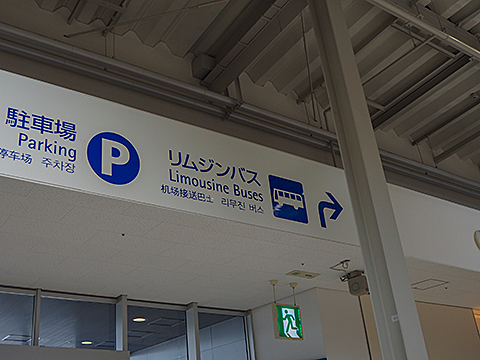 駐車場
Parking
停车场 주차장
P
リムジンバス
Limousine Buses
机场接送巴士 리무진 버스